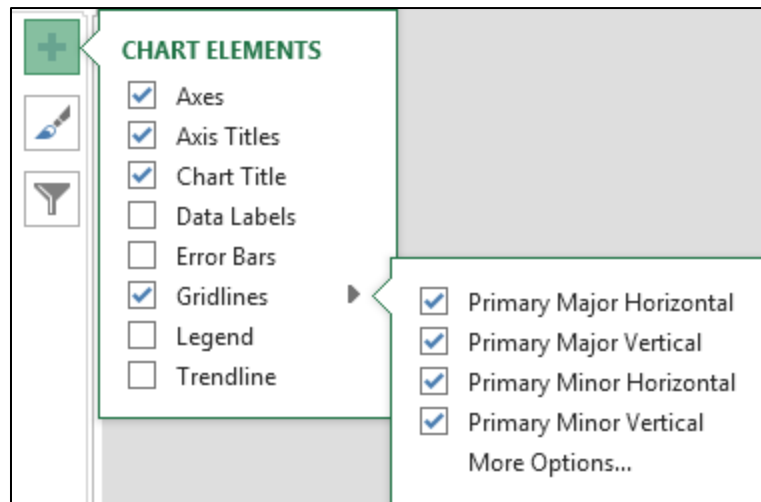 CHART ELEMENTS
Axes
Axis Titles
Chart Title
Data Labels
Error Bars
Gridlines
Legend
Trendline
Primary Major Horizontal
Primary Major Vertical
Primary Minor Horizontal
Primary Minor Vertical
More Options...